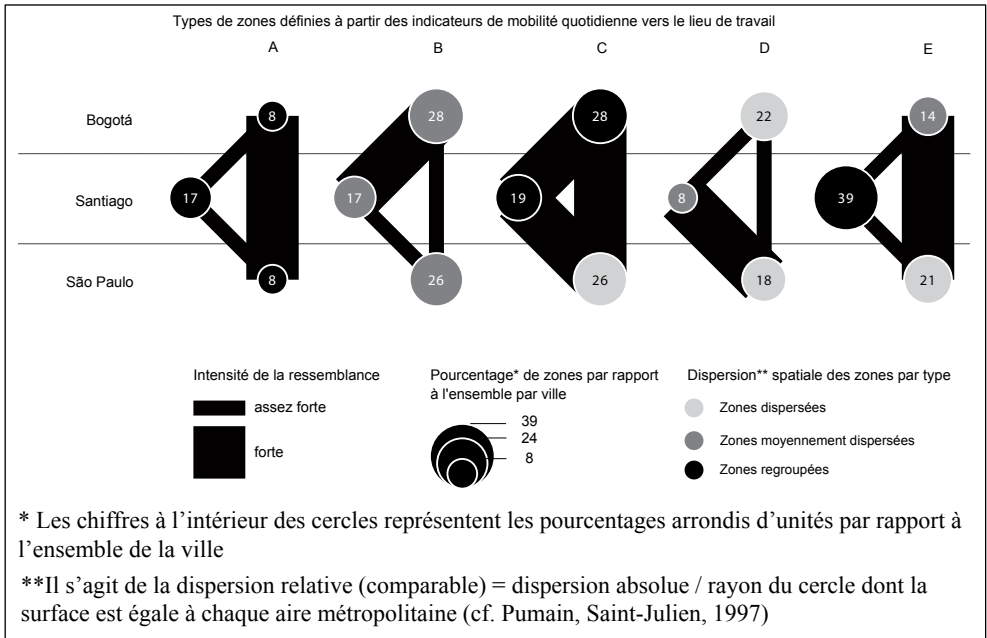 Types de zones définies à partir des indicateurs de mobilité quotidienne vers le lieu de travail
A B C D E
Bogotá 8 28 28 22 14
Santiago 17 17 19 8 39
São Paulo 8 26 26 18 21
Intensité de la ressemblance
assez forte
forte
Pourcentage* de zones par rapport
à l'ensemble par ville
39
24
8
Dispersion** spatiale des zones par type
Zones dispersées
Zones moyennement dispersées
Zones regroupées
* Les chiffres à l’intérieur des cercles représentent les pourcentages arrondis d’unités par rapport à
l’ensemble de la ville
**Il s’agit de la dispersion relative (comparable) = dispersion absolue / rayon du cercle dont la
surface est égale à chaque aire métropolitaine (cf. Pumain, Saint-Julien, 1997)